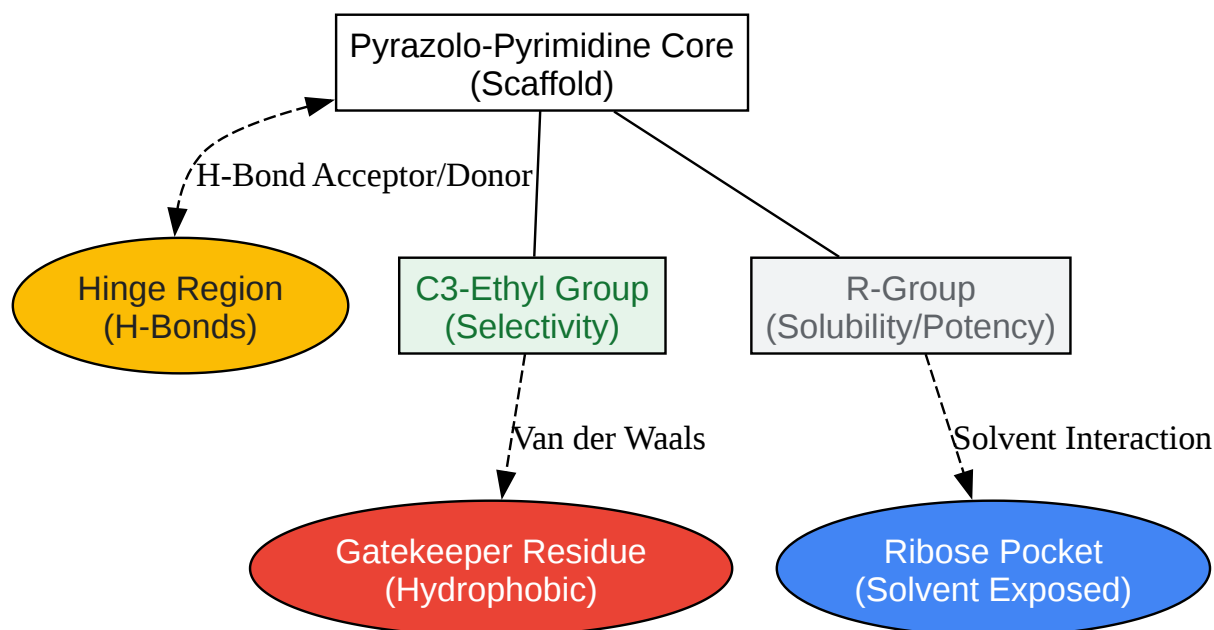 Pyrazolo-Pyrimidine Core
(Scaffold)
H-Bond Acceptor/Donor
Hinge Region
(H-Bonds)
C3-Ethyl Group
(Selectivity)
R-Group
(Solubility/Potency)
Van der Waals
Solvent Interaction
Gatekeeper Residue
(Hydrophobic)
Ribose Pocket
(Solvent Exposed)